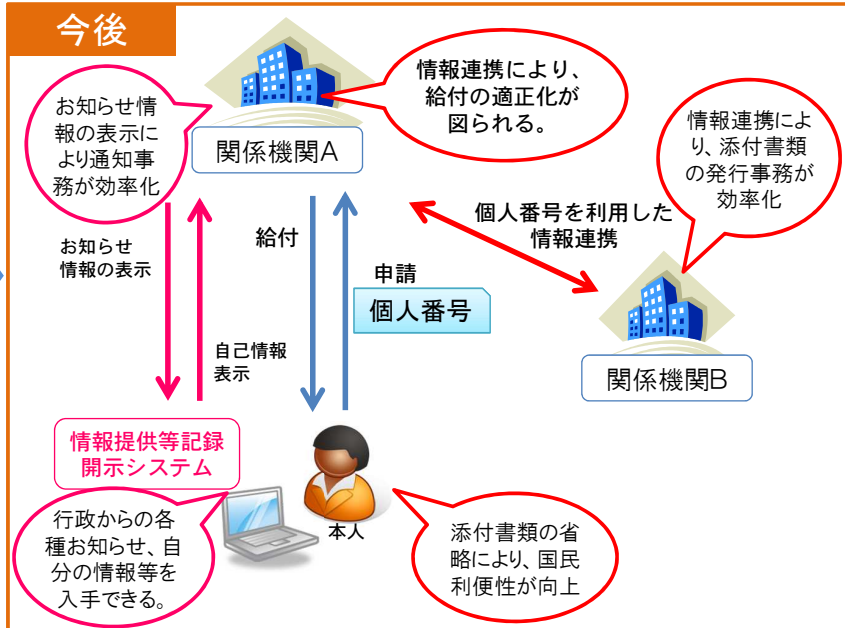 今後
お知らせ情
報の表示に
より通知事
務が効率化
関係機関A
情報連携により、
給付の適正化が
図られる。
情報連携によ
り、添付書類
の発行事務が
効率化
お知らせ
情報の表示
給付
申請
個人番号
個人番号を利用した
情報連携
自己情報
表示
関係機関B
情報提供等記録
開示システム
本人
行政からの各
種お知らせ、自
分の情報等を
入手できる。
添付書類の省
略により、国民
利便性が向上